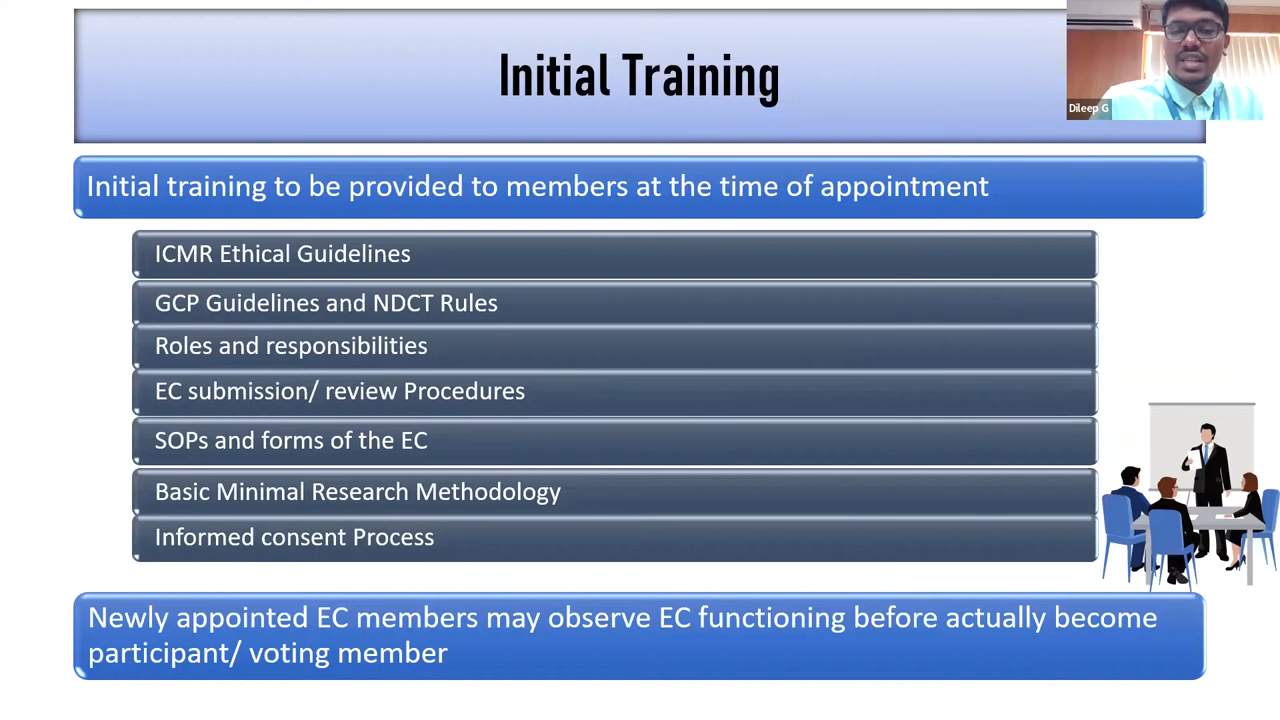 Initial Training
Dileep G
Initial training to be provided to members at the time of appointment
ICMR Ethical Guidelines
GCP Guidelines and NDCT Rules
Roles and responsibilities
EC submission/ review Procedures
SOPs and forms of the EC
Basic Minimal Research Methodology
Informed consent Process
Newly appointed EC members may observe EC functioning before actually become
participant/ voting member